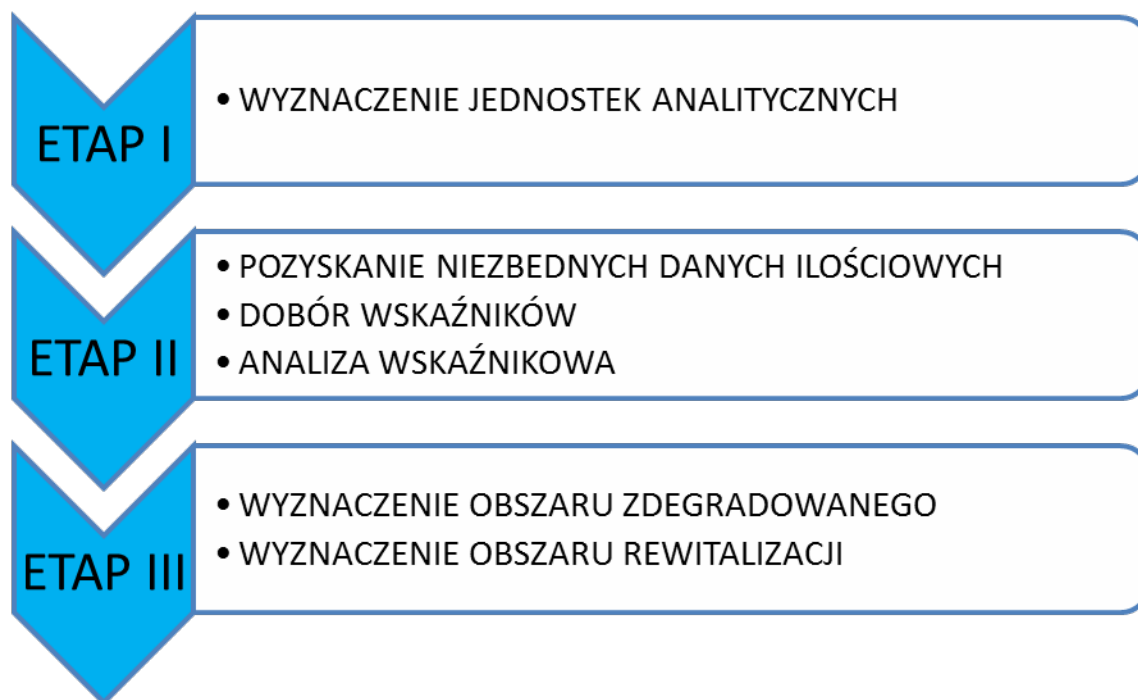 ETAP I
• WYZNACZENIE JEDNOSTEK ANALITYCZNYCH
ETAP II
• POZYSKANIE NIEZBEDNYCH DANYCH ILOŚCIOWYCH
• DOBÓR WSKAŹNIKÓW
• ANALIZA WSKAŹNIKOWA
ETAP III
• WYZNACZENIE OBSZARU ZDEGRADOWANEGO
• WYZNACZENIE OBSZARU REWITALIZACJI